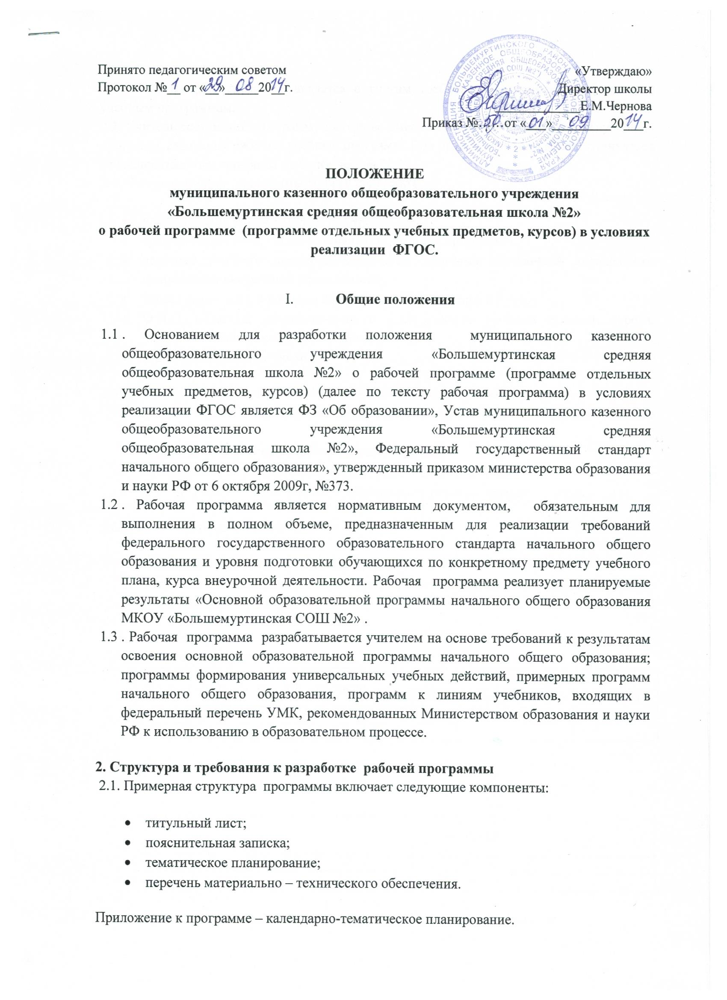 Принято педагогическим советом
Протокол № 1 от «29» 08 2014г.
«Утверждаю»
Директор школы
Е.М.Чернова
Приказ № 50 от «01» 09 2014г.
ПОЛОЖЕНИЕ
муниципального казенного общеобразовательного учреждения
«Большемуртинская средняя общеобразовательная школа №2»
о рабочей программе (программе отдельных учебных предметов, курсов) в условиях
реализации ФГОС.
I. Общие положения
1.1 . Основанием для разработки положения муниципального казенного
общеобразовательного учреждения «Большемуртинская средняя
общеобразовательная школа №2» о рабочей программе (программе отдельных
учебных предметов, курсов) (далее по тексту рабочая программа) в условиях
реализации ФГОС является ФЗ «Об образовании», Устав муниципального казенного
общеобразовательного учреждения «Большемуртинская средняя
общеобразовательная школа №2», Федеральный государственный стандарт
начального общего образования», утвержденный приказом министерства образования
и науки РФ от 6 октября 2009г, №373.
1.2 . Рабочая программа является нормативным документом, обязательным для
выполнения в полном объеме, предназначенным для реализации требований
федерального государственного образовательного стандарта начального общего
образования и уровня подготовки обучающихся по конкретному предмету учебного
плана, курса внеурочной деятельности. Рабочая программа реализует планируемые
результаты «Основной образовательной программы начального общего образования
МКОУ «Большемуртинская СОШ №2» .
1.3 . Рабочая программа разрабатывается учителем на основе требований к результатам
освоения основной образовательной программы начального общего образования;
программы формирования универсальных учебных действий, примерных программ
начального общего образования, программ к линиям учебников, входящих в
федеральный перечень УМК, рекомендованных Министерством образования и науки
РФ к использованию в образовательном процессе.
2. Структура и требования к разработке рабочей программы
2.1. Примерная структура программы включает следующие компоненты:
• титульный лист;
• пояснительная записка;
• тематическое планирование;
• перечень материально – технического обеспечения.
Приложение к программе – календарно-тематическое планирование.